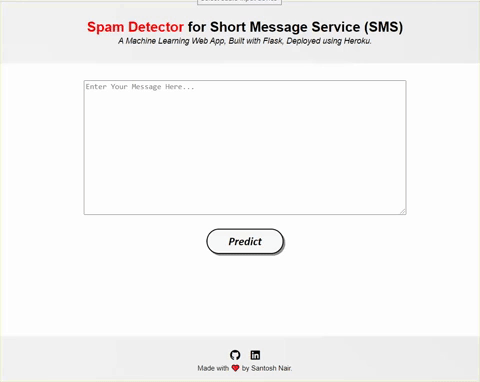 Spam Detector for Short Message Service (SMS)
A Machine Learning Web App, Built with Flask, Deployed using Heroku.
Enter Your Message Here...
Predict
Made with ❤ by Santosh Nair.